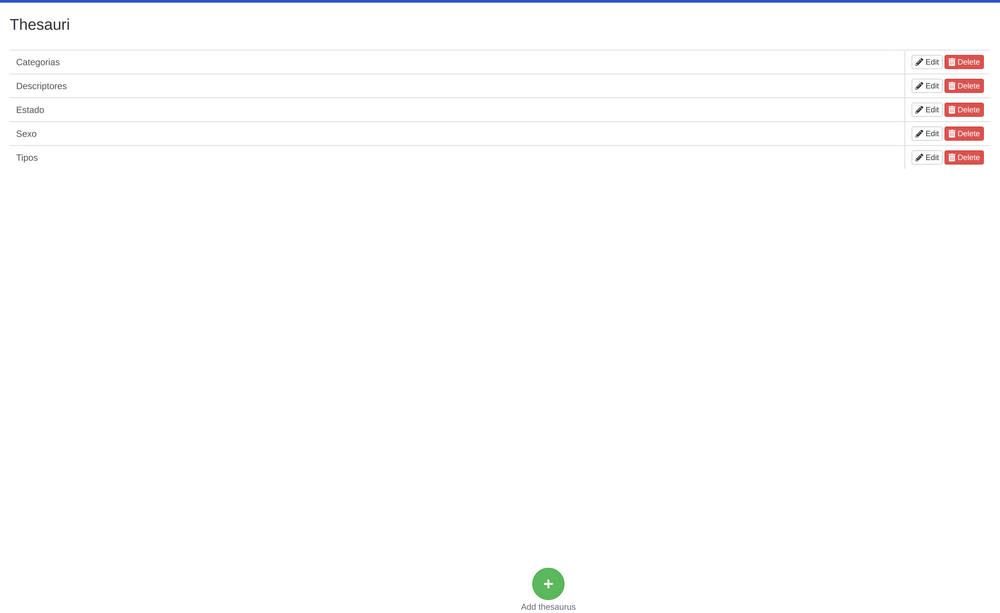 Thesauri
Categorias Edit Delete
Descriptores Edit Delete
Estado Edit Delete
Sexo Edit Delete
Tipos Edit Delete
Add thesaurus